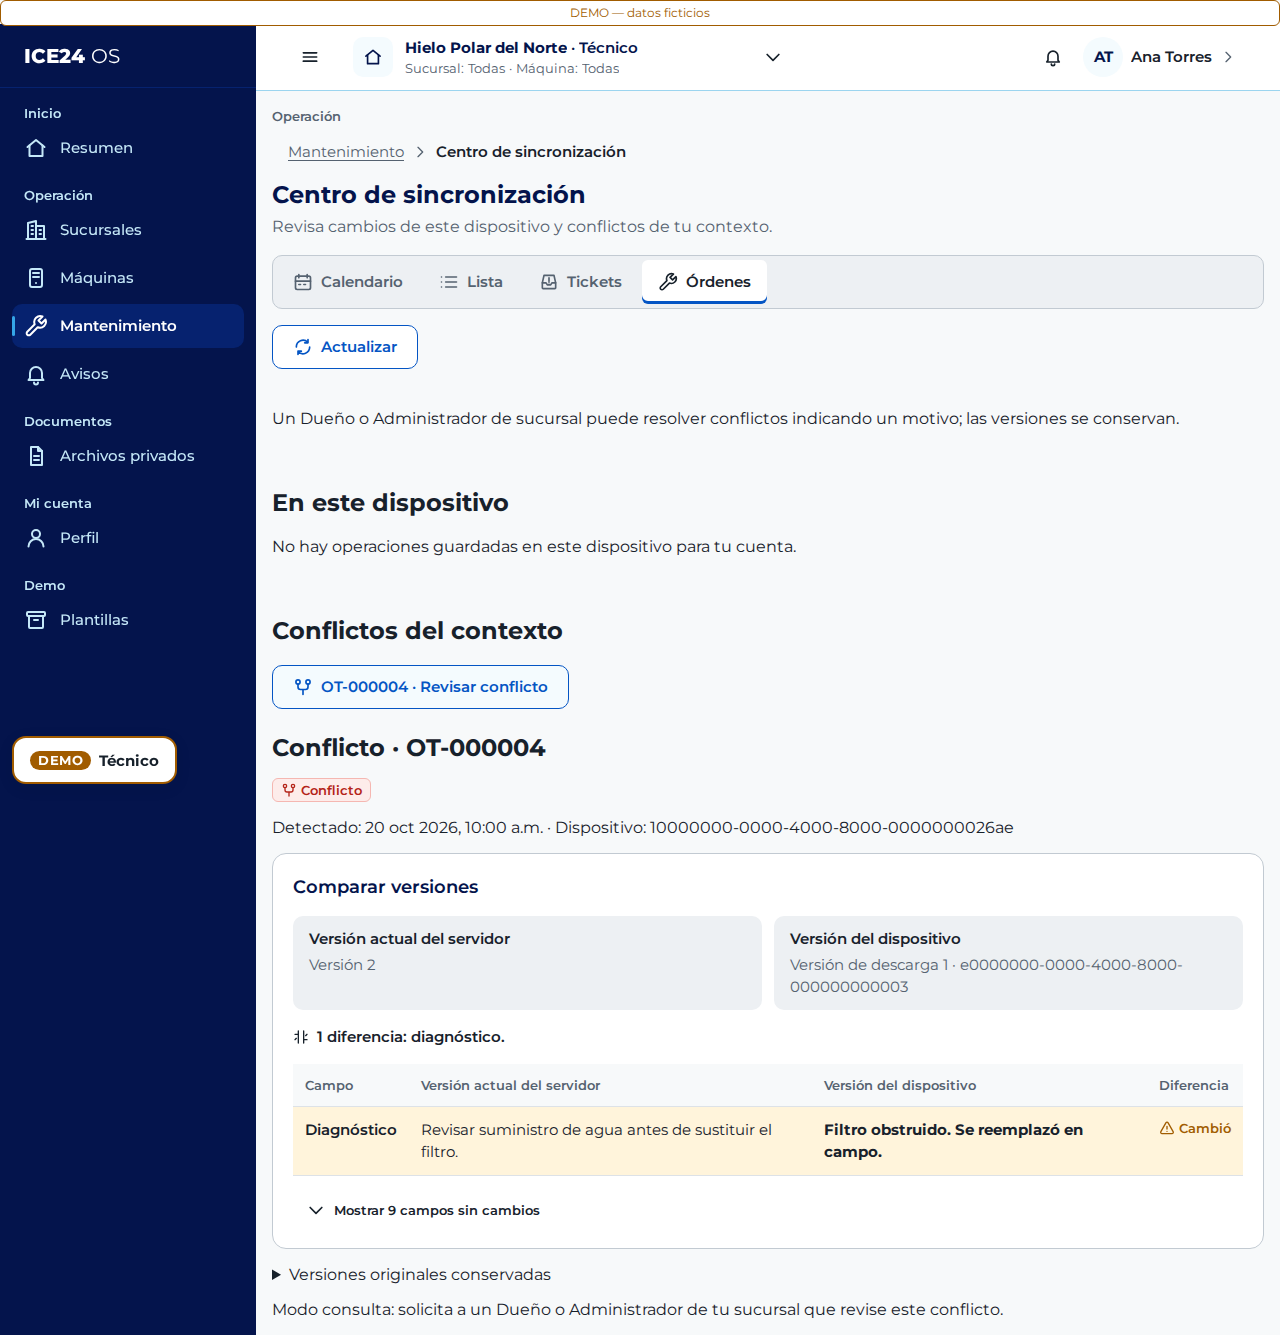 DEMO — datos ficticios
ICE24 OS
Inicio
Resumen
Operación
Sucursales
Máquinas
Mantenimiento
Avisos
Documentos
Archivos privados
Mi cuenta
Perfil
Demo
Plantillas
DEMO Técnico
Hielo Polar del Norte · Técnico
Sucursal: Todas · Máquina: Todas
AT Ana Torres
Operación
Mantenimiento > Centro de sincronización
Centro de sincronización
Revisa cambios de este dispositivo y conflictos de tu contexto.
Calendario Lista Tickets Órdenes
Actualizar
Un Dueño o Administrador de sucursal puede resolver conflictos indicando un motivo; las versiones se conservan.
En este dispositivo
No hay operaciones guardadas en este dispositivo para tu cuenta.
Conflictos del contexto
OT-000004 · Revisar conflicto
Conflicto · OT-000004
Conflicto
Detectado: 20 oct 2026, 10:00 a.m. · Dispositivo: 10000000-0000-4000-8000-0000000026ae
Comparar versiones
Versión actual del servidor
Versión 2
Versión del dispositivo
Versión de descarga 1 · e0000000-0000-4000-8000-
000000000003
1 diferencia: diagnóstico.
Campo Versión actual del servidor Versión del dispositivo Diferencia
Diagnóstico
Revisar suministro de agua antes de sustituir el
filtro.
Filtro obstruido. Se reemplazó en
campo.
Cambió
Mostrar 9 campos sin cambios
Versiones originales conservadas
Modo consulta: solicita a un Dueño o Administrador de tu sucursal que revise este conflicto.